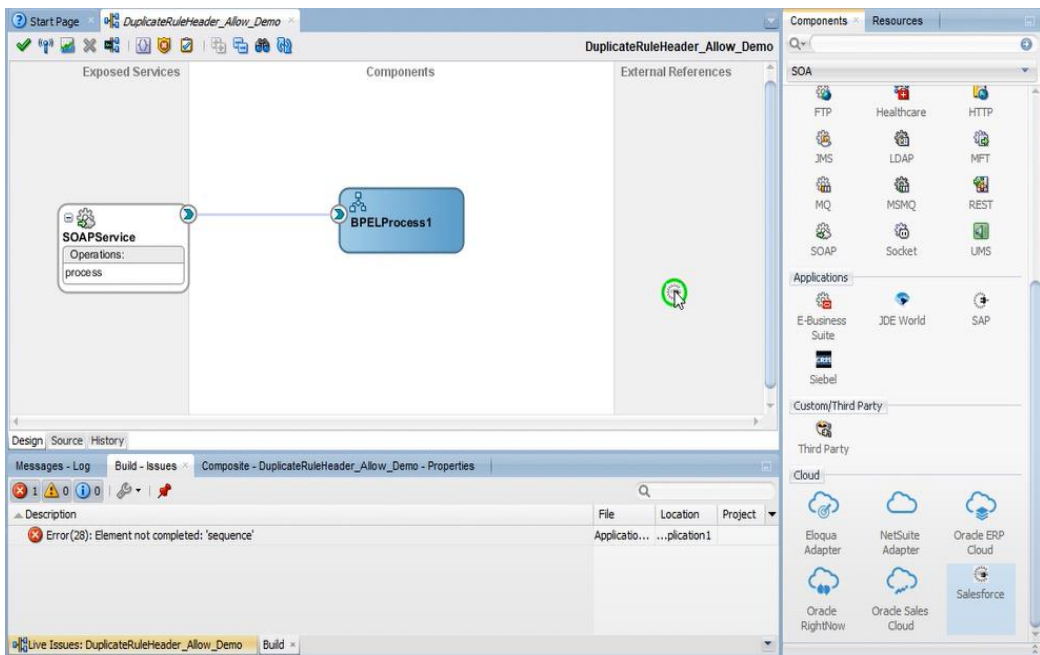 Start Page
DuplicateRuleHeader_Allow_Demo
DuplicateRuleHeader_Allow_Demo
Exposed Services
Components
External References
SOAPService
Operations:
process
BPELProcess1
Design Source History
Messages - Log
Build - Issues
Composite - DuplicateRuleHeader_Allow_Demo - Properties
1 0 0
Description
File
Location
Project
Error(28): Element not completed: 'sequence'
Applicatio...
...plication1
Live Issues: DuplicateRuleHeader_Allow_Demo
Build
Components
Resources
SOA
FTP
Healthcare
HTTP
JMS
LDAP
MFT
MQ
MSMQ
REST
SOAP
Socket
UMS
Applications
E-Business
Suite
JDE World
SAP
CRM
Siebel
Custom/Third Party
Third Party
Cloud
Eloqua
Adapter
NetSuite
Adapter
Oracle ERP
Cloud
Oracle
RightNow
Oracle Sales
Cloud
Salesforce